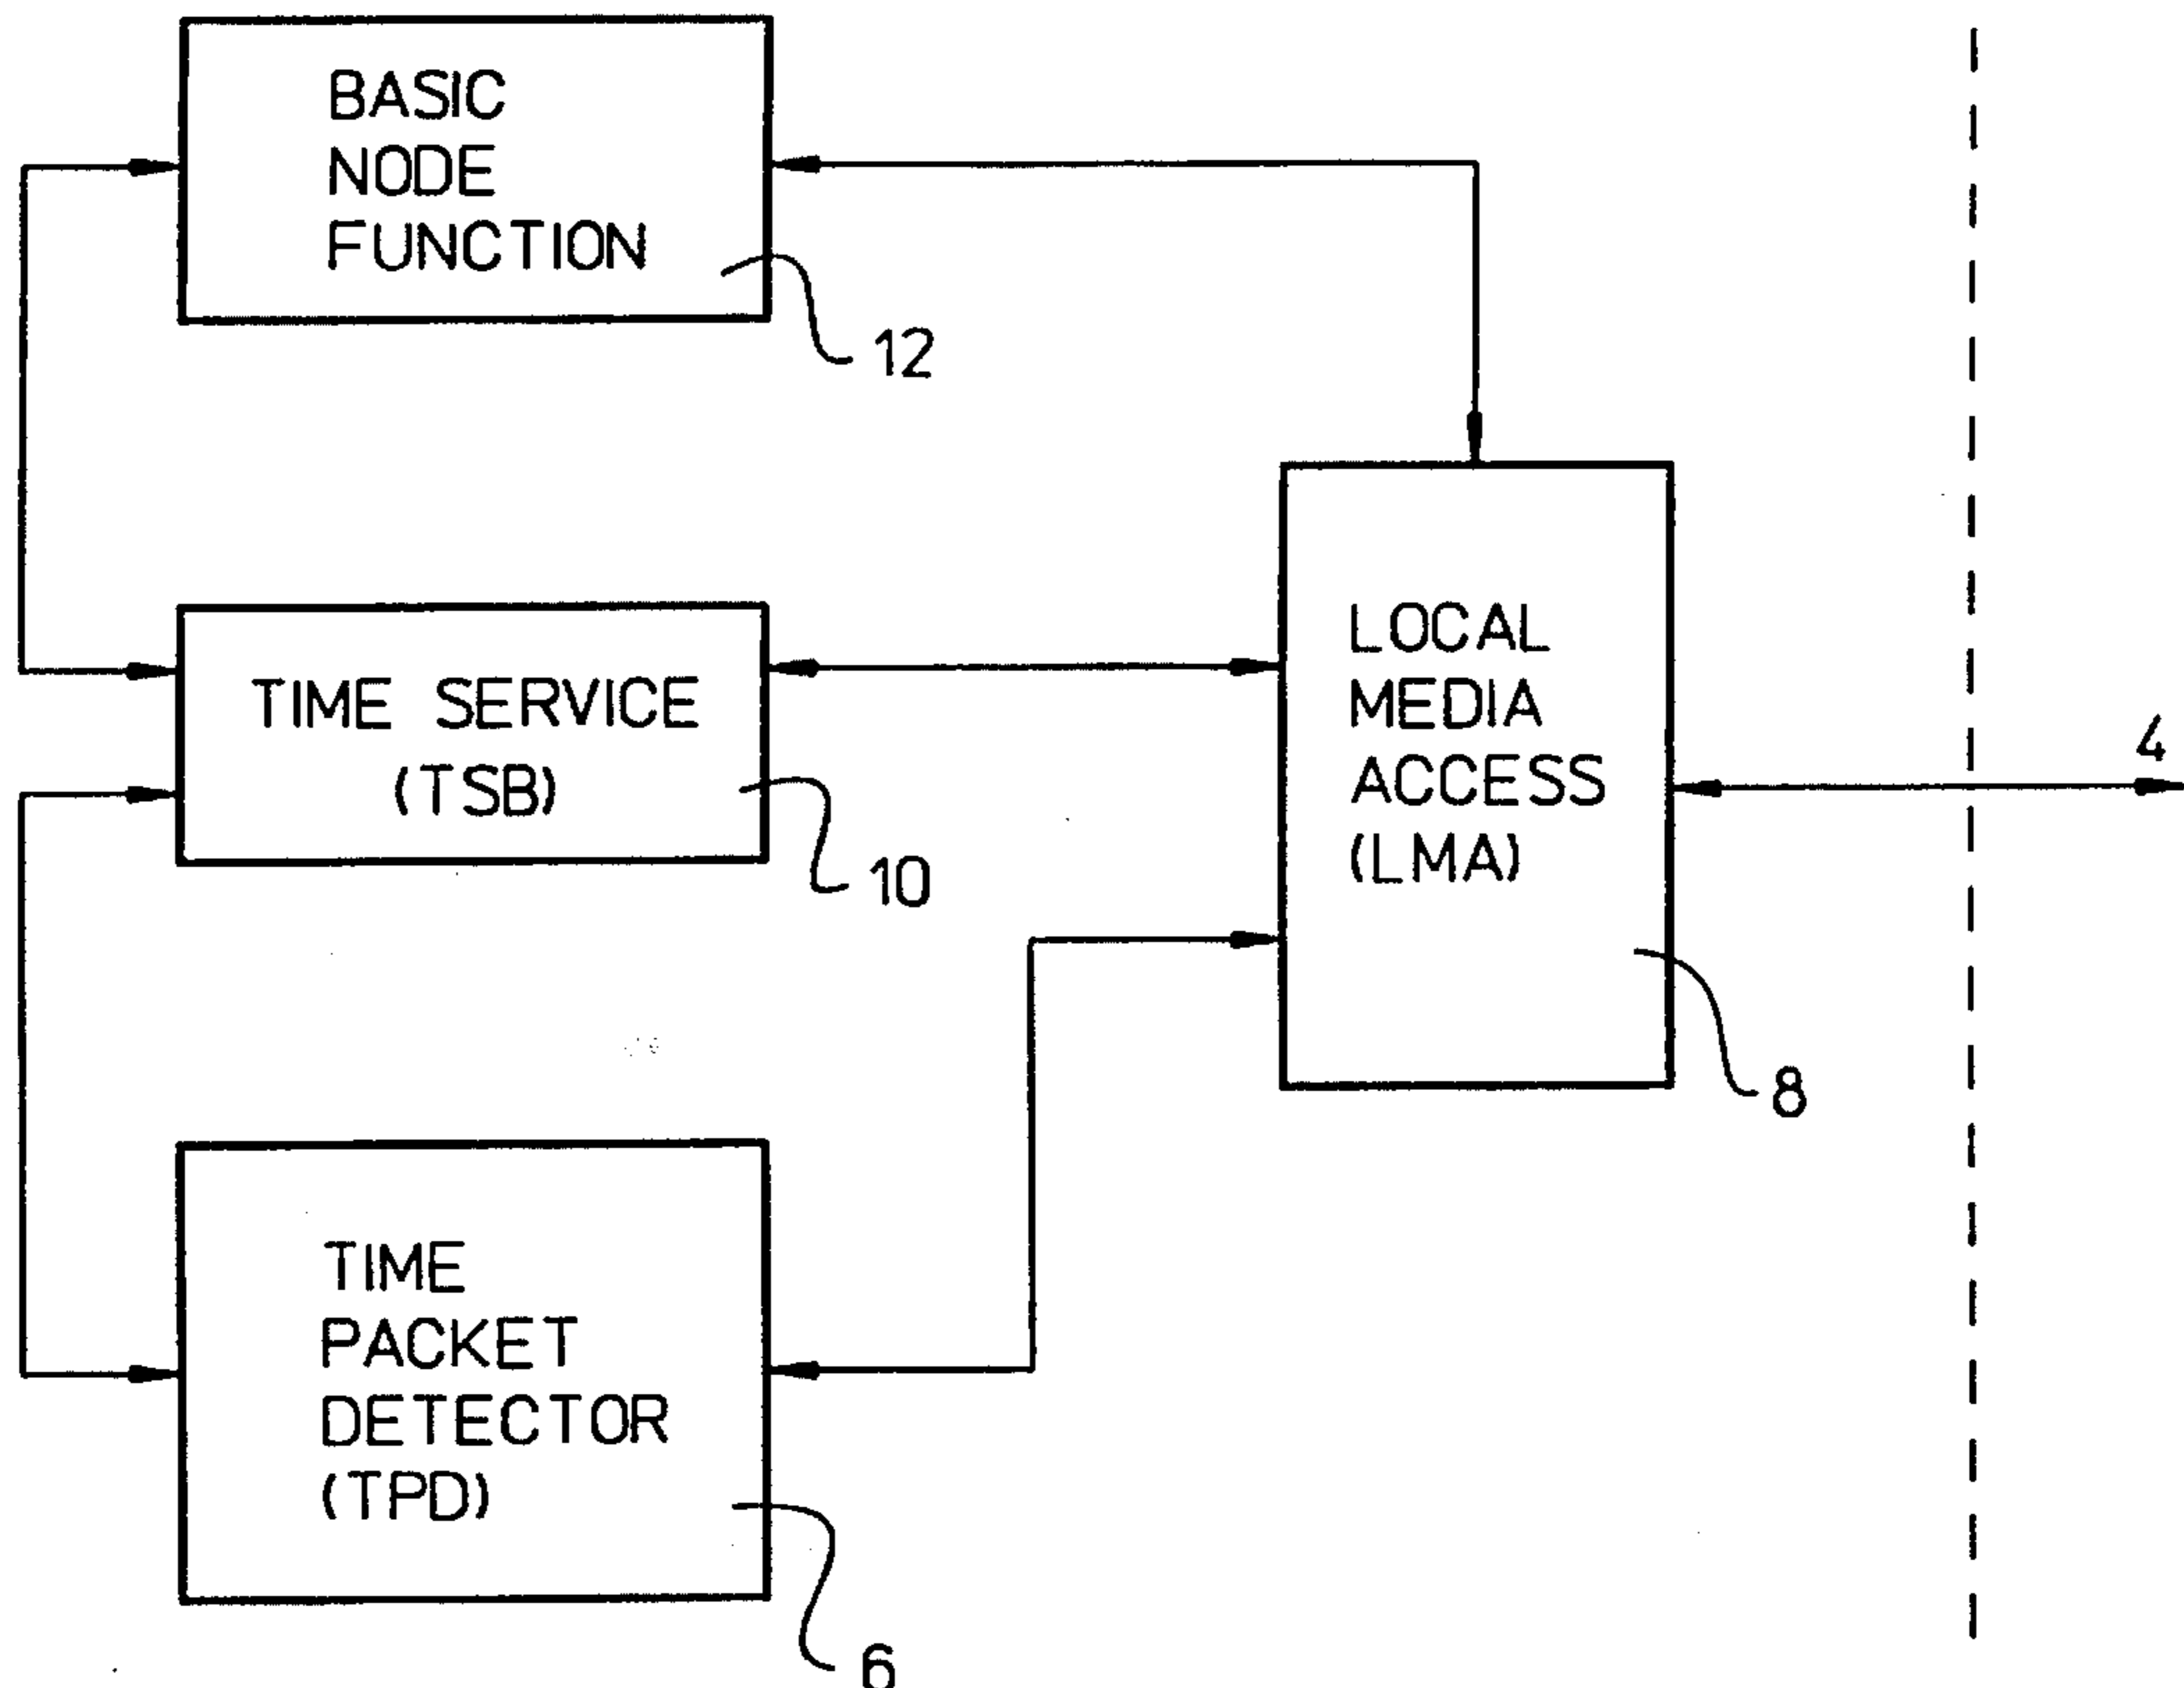 BASIC
NODE
FUNCTION
12
TIME SERVICE
(TSB)
10
LOCAL
MEDIA
ACCESS
(LMA)
8
4
TIME
PACKET
DETECTOR
(TPD)
6